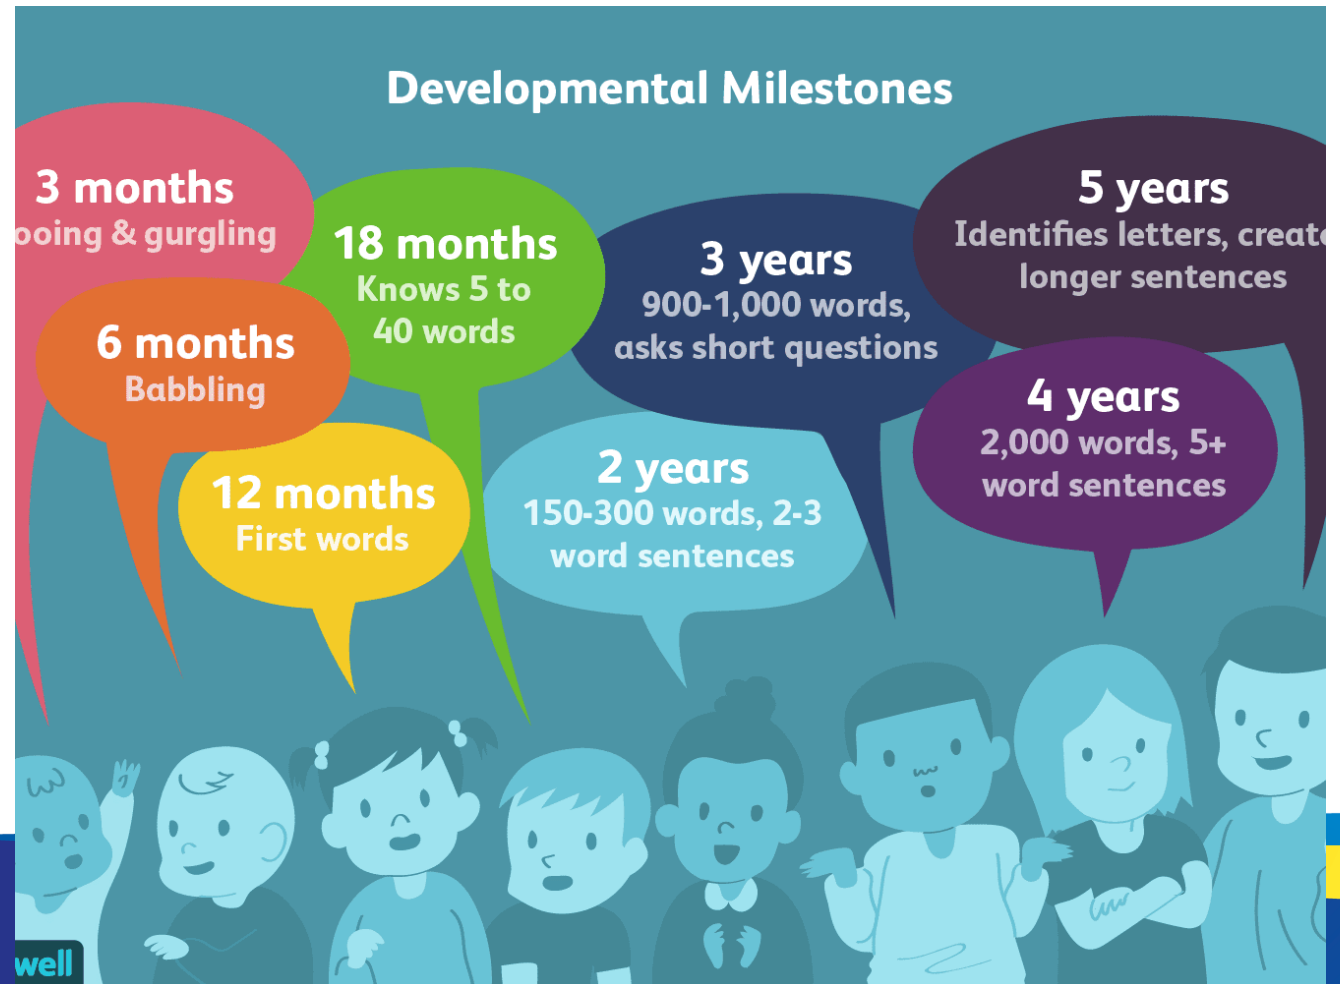 Developmental Milestones
3 months
ooing & gurgling
6 months
Babbling
12 months
First words
18 months
Knows 5 to
40 words
2 years
150-300 words, 2-3
word sentences
3 years
900-1,000 words,
asks short questions
4 years
2,000 words, 5+
word sentences
5 years
Identifies letters, create
longer sentences
well